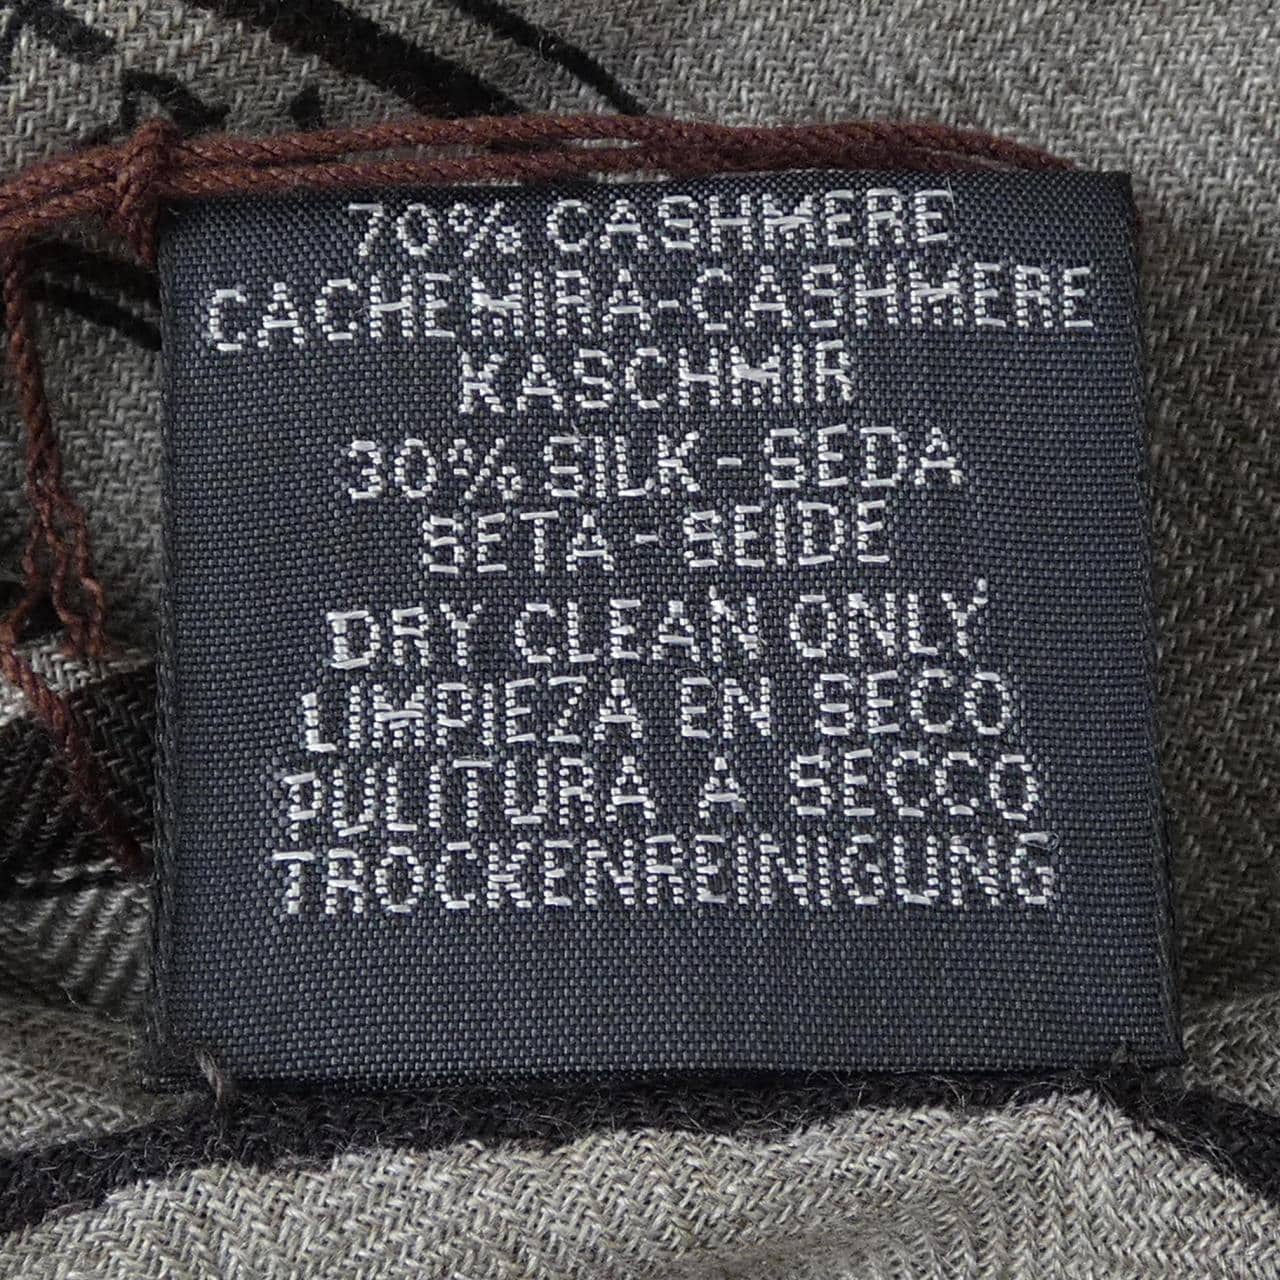 70% CASHMERE
CACHEMIRA-CASHMERE
KASCHMIR
30% SILK - SEDA
SETA - SEIDE
DRY CLEAN ONLY
LIMPIEZA EN SECO
PULITURA A SECCO
TROCKENREINIGUNG